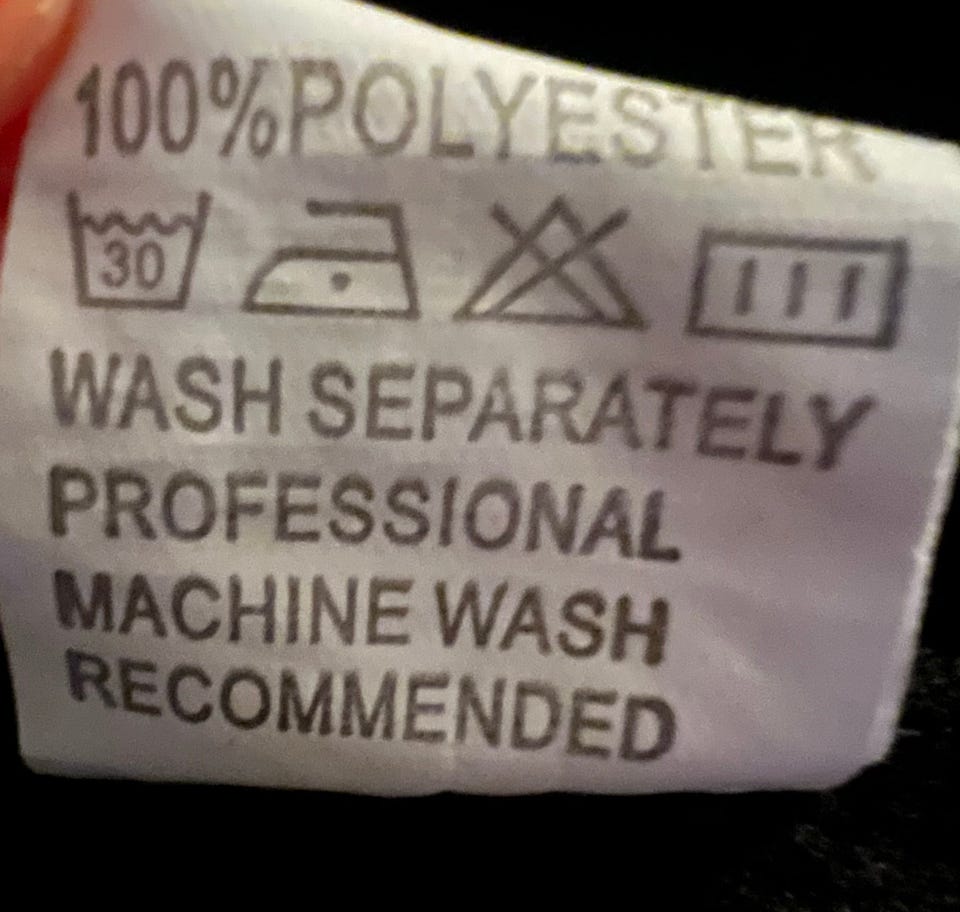 100%POLYESTER
30
WASH SEPARATELY
PROFESSIONAL
MACHINE WASH
RECOMMENDED